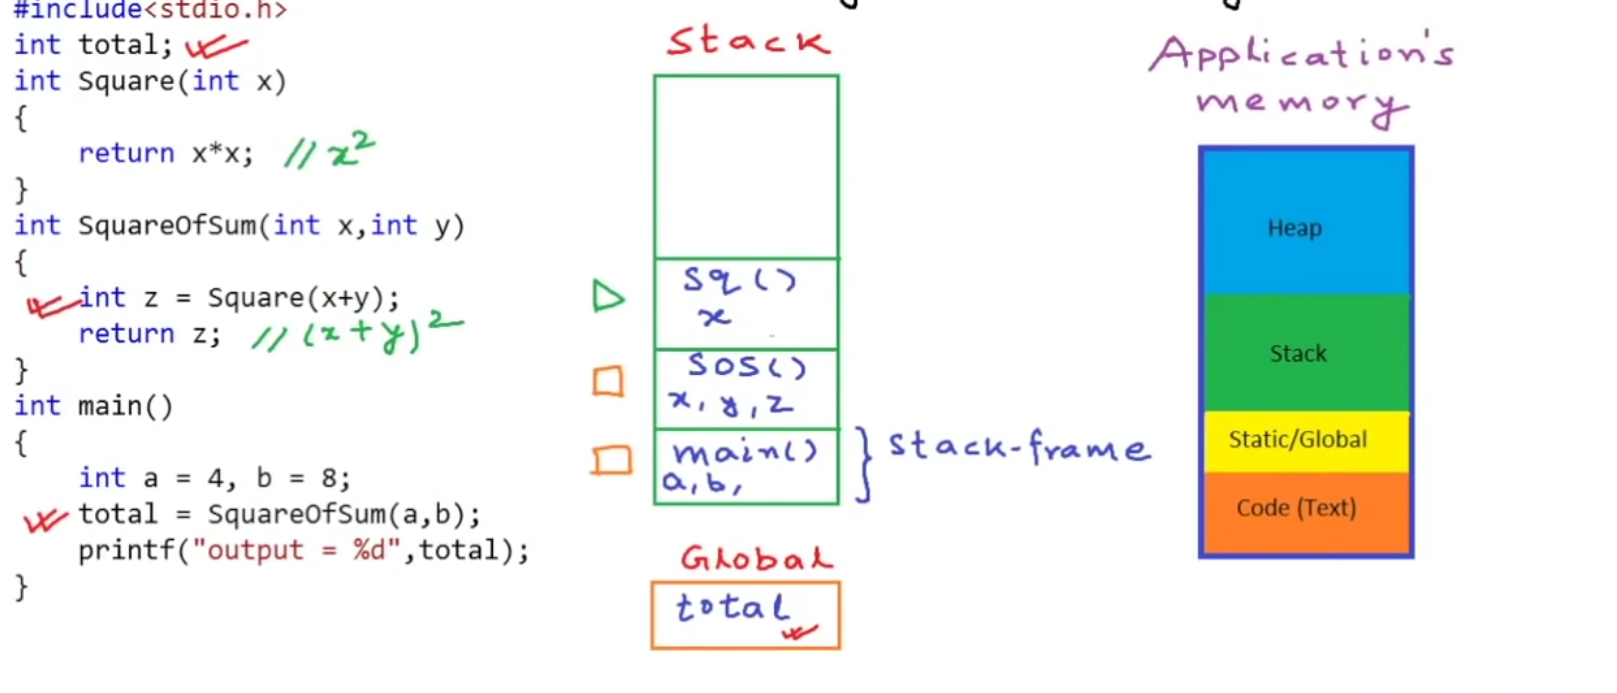 #include<stdio.h>
int total;
int Square(int x)
{
return x*x; //x²
}
int SquareOfSum(int x,int y)
{
int z = Square(x+y);
return z; //(x+y)²
}
int main()
{
int a = 4, b = 8;
total = SquareOfSum(a,b);
printf("output = %d",total);
}
Stack
Sq()
x
SOS()
x, y, z
main()
a, b,
stack-frame
Global
total
Application's
memory
Heap
Stack
Static/Global
Code (Text)